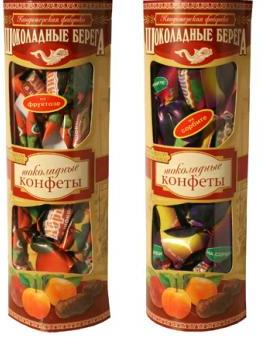 Кондитерская фабрика
ШОКОЛАДНЫЕ БЕРЕГА
на
фруктозе
шоколадные
КОНФЕТЫ
Кондитерская фабрика
ШОКОЛАДНЫЕ БЕРЕГА
на
сорбите
шоколадные
КОНФЕТЫ